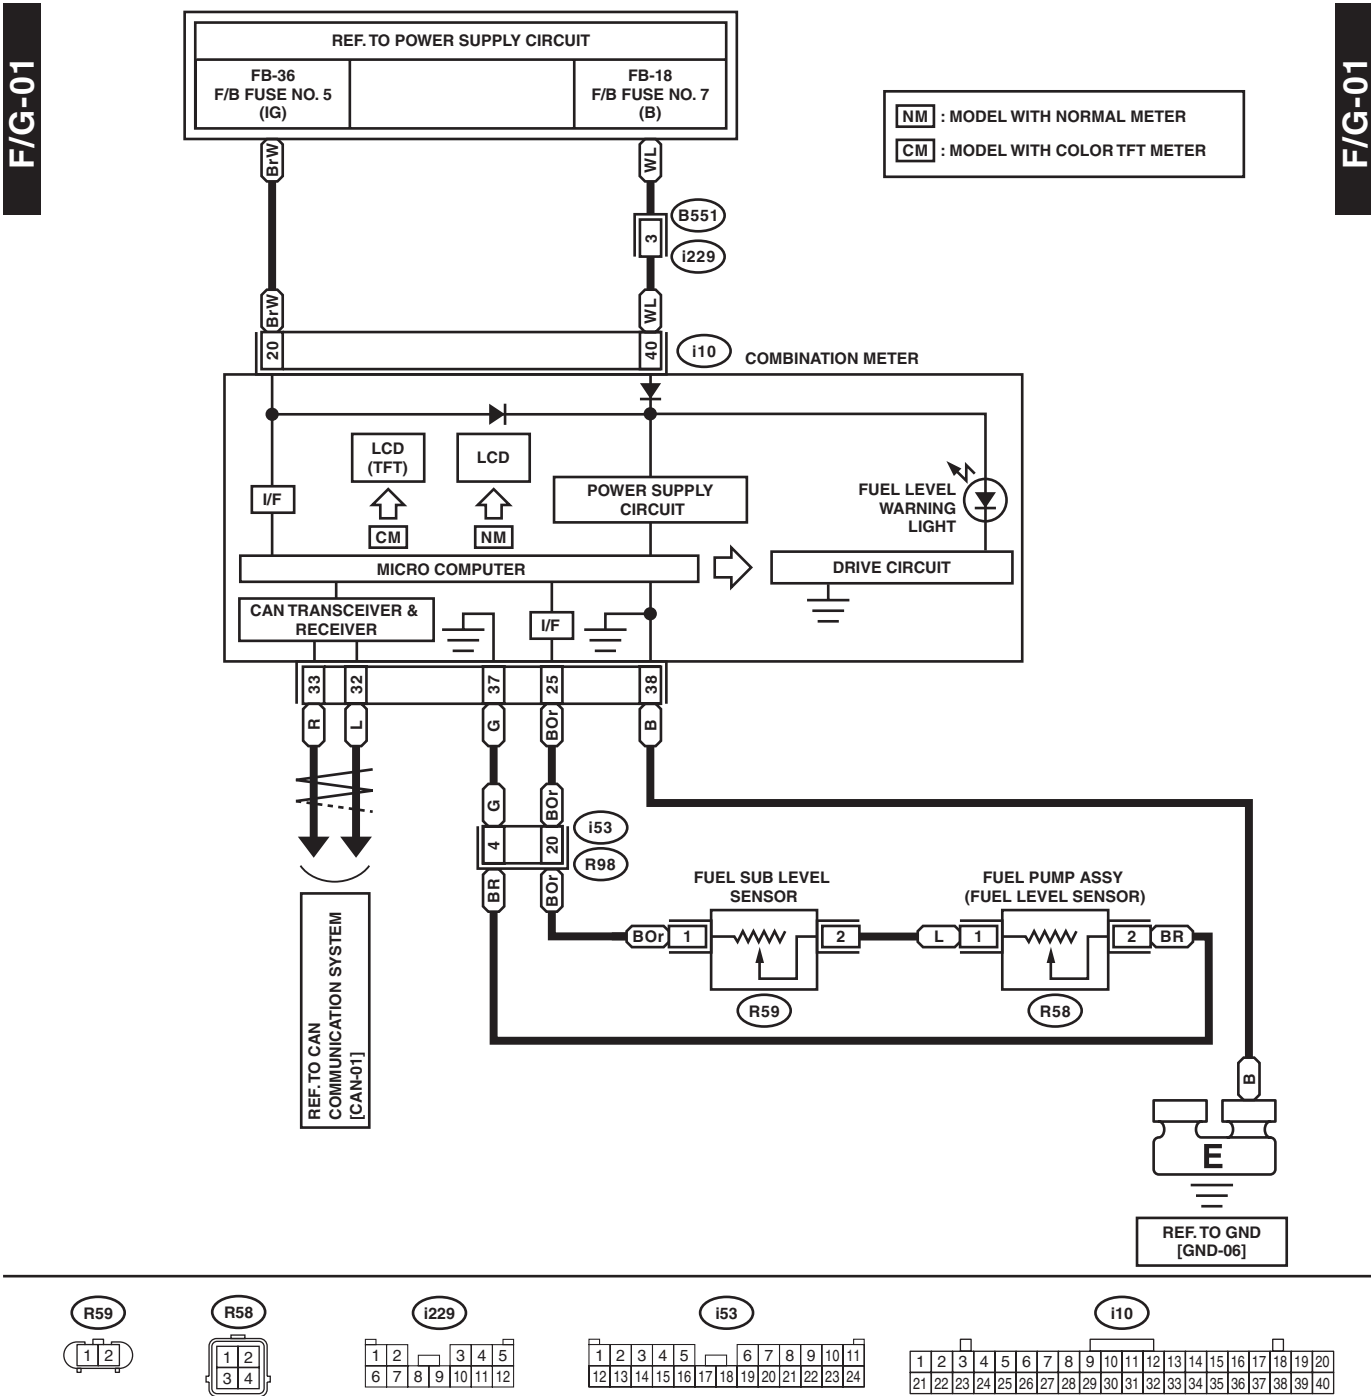 F/G-01
F/G-01
REF. TO POWER SUPPLY CIRCUIT
FB-36
F/B FUSE NO. 5
(IG)
FB-18
F/B FUSE NO. 7
(B)
NM : MODEL WITH NORMAL METER
CM : MODEL WITH COLOR TFT METER
BrW
WL
B551
3
i229
BrW
WL
20
40
i10
COMBINATION METER
LCD
(TFT)
LCD
I/F
CM
NM
POWER SUPPLY
CIRCUIT
FUEL LEVEL
WARNING
LIGHT
MICRO COMPUTER
DRIVE CIRCUIT
CAN TRANSCEIVER &
RECEIVER
I/F
33
32
37
25
38
R
L
G
BOr
B
G
BOr
4
20
i53
R98
BR
BOr
FUEL SUB LEVEL
SENSOR
FUEL PUMP ASSY
(FUEL LEVEL SENSOR)
BOr
1
2
L
1
2
BR
R59
R58
REF. TO CAN
COMMUNICATION SYSTEM
[CAN-01]
B
E
REF. TO GND
[GND-06]
R59
1 2
R58
1 2
3 4
i229
1 2 3 4 5
6 7 8 9 10 11 12
i53
1 2 3 4 5 6 7 8 9 10 11
12 13 14 15 16 17 18 19 20 21 22 23 24
i10
1 2 3 4 5 6 7 8 9 10 11 12 13 14 15 16 17 18 19 20
21 22 23 24 25 26 27 28 29 30 31 32 33 34 35 36 37 38 39 40